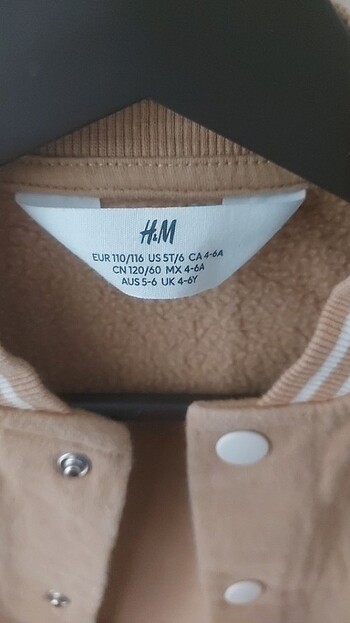 H&M
EUR 110/116 US 5T/6 CA 4-6A
CN 120/60 MX 4-6A
AUS 5-6 UK 4-6Y